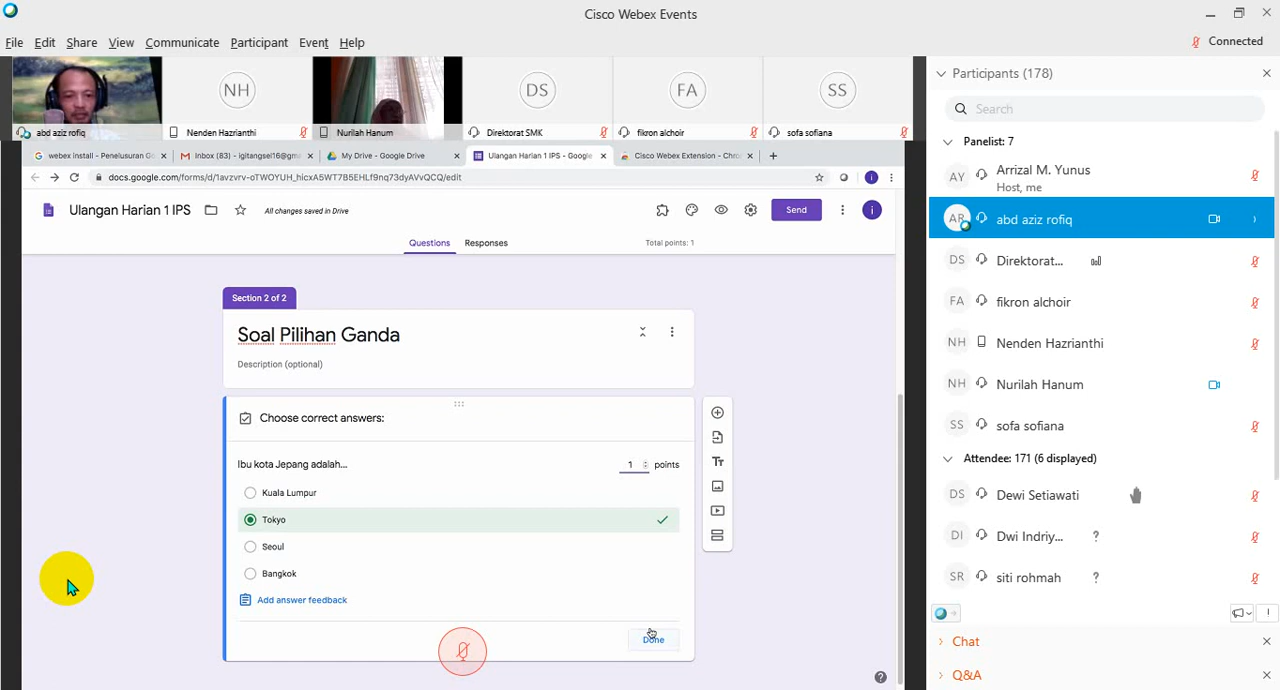 Cisco Webex Events
File Edit Share View Communicate Participant Event Help
Connected
NH
DS
FA
SS
abd aziz rofiq
Nenden Hazrianthi
Nurilah Hanum
Direktorat SMK
fikron alchoir
sofa sofiana
webex install - Penelusuran G
Inbox (83) - igitangsel16@gm
My Drive - Google Drive
Ulangan Harian 1 IPS - Google
Cisco Webex Extension - Chro
docs.google.com/forms/d/1avzvrv-oTWOYUH_hicxA5WT7B5EHLf9nq73dyAVvQCQ/edit
Ulangan Harian 1 IPS
All changes saved in Drive
Send
i
Questions Responses
Total points: 1
Section 2 of 2
Soal Pilihan Ganda
Description (optional)
Choose correct answers:
Ibu kota Jepang adalah...
1 points
Kuala Lumpur
Tokyo
Seoul
Bangkok
Add answer feedback
Done
Participants (178)
Search
Panelist: 7
AY Arrizal M. Yunus
Host, me
AR abd aziz rofiq
DS Direktorat...
FA fikron alchoir
NH Nenden Hazrianthi
NH Nurilah Hanum
SS sofa sofiana
Attendee: 171 (6 displayed)
DS Dewi Setiawati
DI Dwi Indriy... ?
SR siti rohmah ?
Chat
Q&A